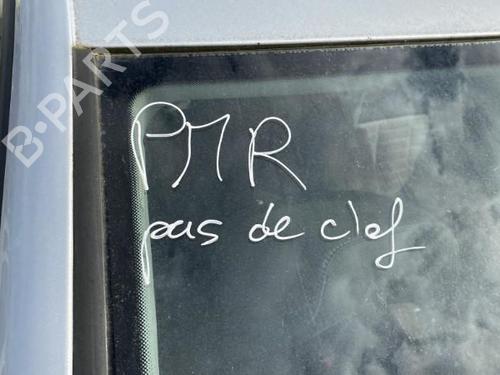 B-PARTS
PMR
pas de clef